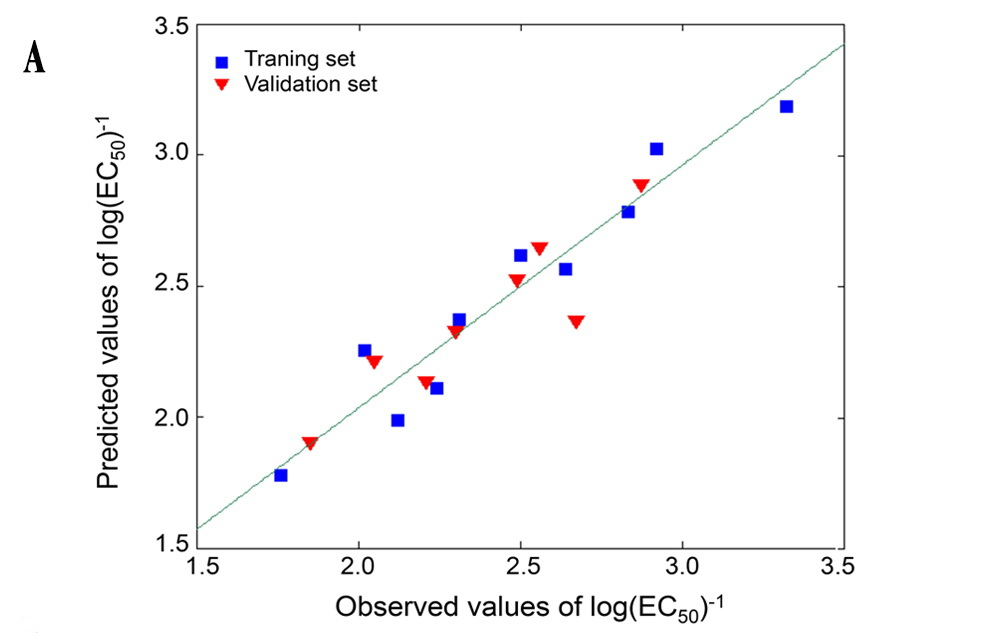 A
3.5
Traning set
Validation set
3.0
2.5
2.0
1.5
Predicted values of log(EC50)-1
1.5 2.0 2.5 3.0 3.5
Observed values of log(EC50)-1